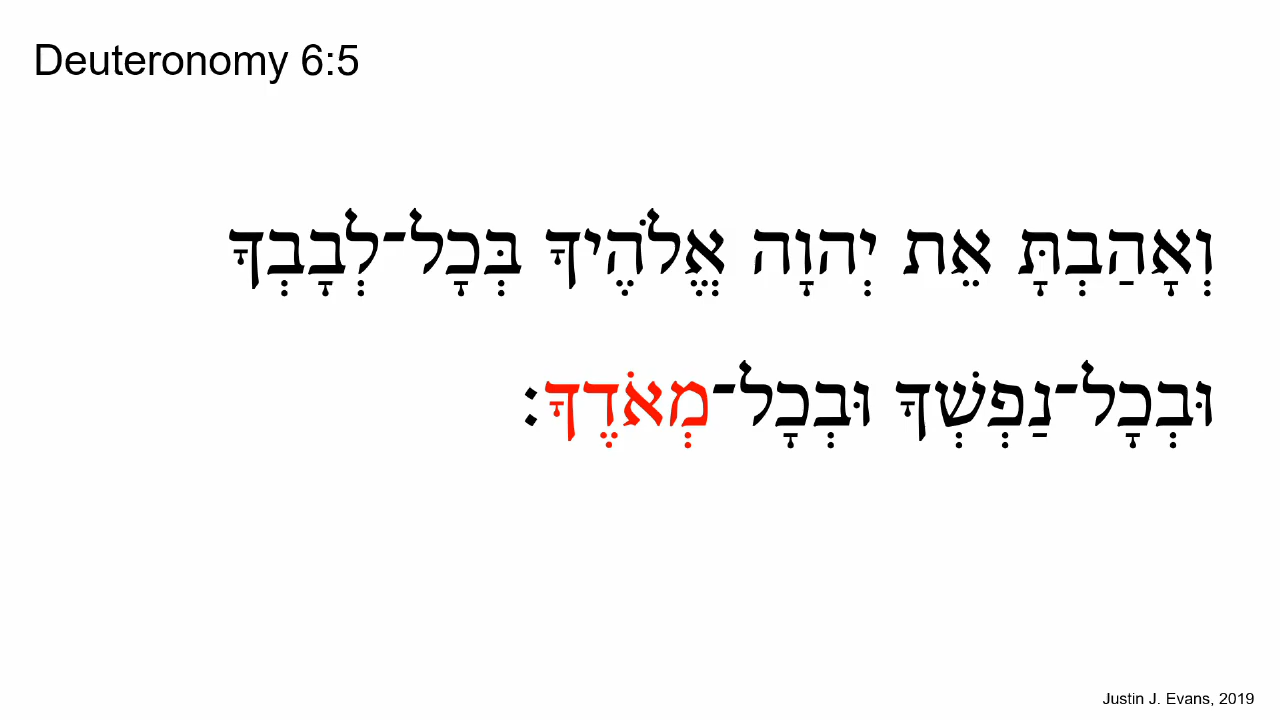 Deuteronomy 6:5
וְאָהַבְתָּ אֵת יְהוָה אֱלֹהֶיךָ בְּכָל־לְבָבְךָ
וּבְכָל־נַפְשְׁךָ וּבְכָל־מְאֹדֶךָ׃
Justin J. Evans, 2019